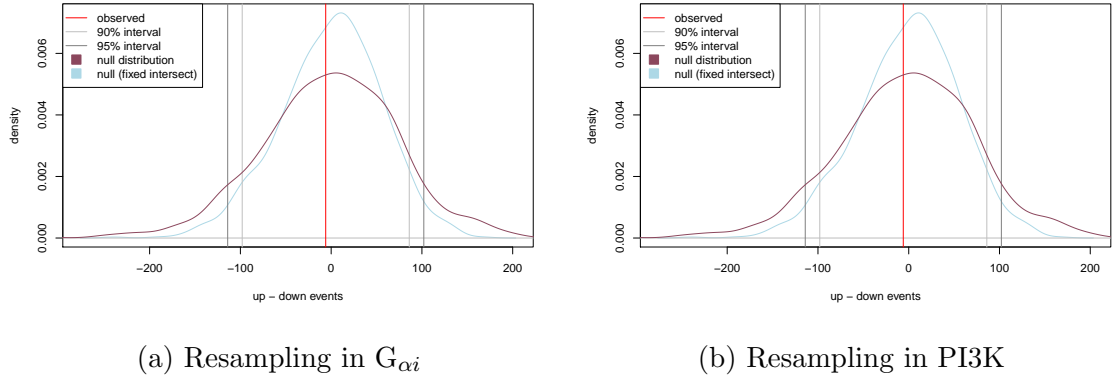 observed
90% interval
95% interval
null distribution
null (fixed intersect)
density
0.000
0.002
0.004
0.006
−200
−100
0
100
200
up − down events
(a) Resampling in Gαi
observed
90% interval
95% interval
null distribution
null (fixed intersect)
density
0.000
0.002
0.004
0.006
−200
−100
0
100
200
up − down events
(b) Resampling in PI3K